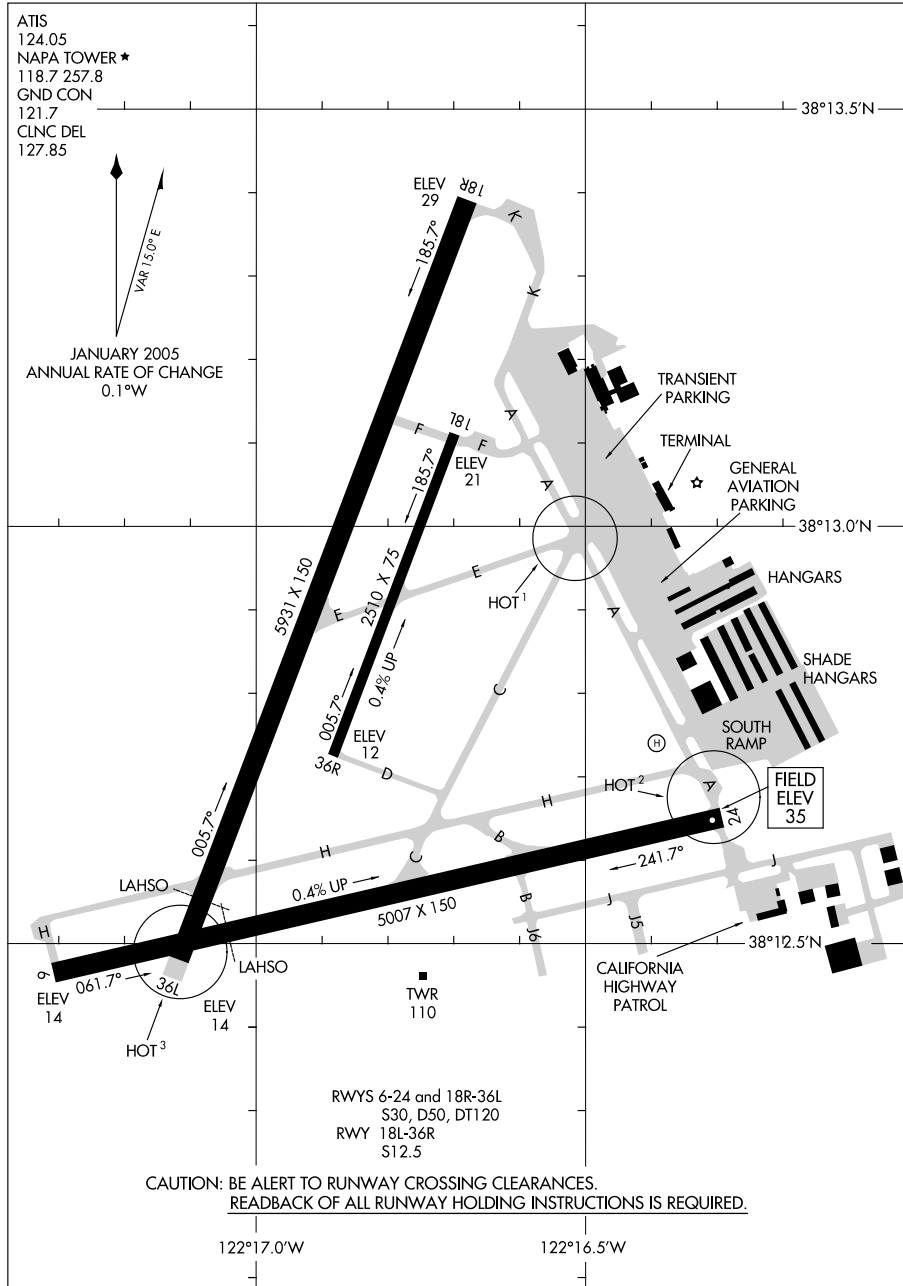 ATIS
124.05
NAPA TOWER ★
118.7 257.8
GND CON
121.7
CLNC DEL
127.85
38°13.5'N
VAR 15.0° E
JANUARY 2005
ANNUAL RATE OF CHANGE
0.1°W
ELEV
29
18R
185.7°
K
K
TRANSIENT
PARKING
TERMINAL
GENERAL
AVIATION
PARKING
A
F
F
18L
ELEV
21
185.7°
A
38°13.0'N
5931 X 150
2510 X 75
E
E
HOT 1
A
HANGARS
SHADE
HANGARS
C
005.7°
0.4% UP
ELEV
12
36R
D
H
SOUTH
RAMP
HOT 2
A
FIELD
ELEV
35
24
005.7°
H
H
B
C
241.7°
LAHSO
0.4% UP
5007 X 150
B
J
J
J5
J6
H
6
061.7°
ELEV
14
36L
ELEV
14
LAHSO
HOT 3
38°12.5'N
CALIFORNIA
HIGHWAY
PATROL
TWR
110
RWYS 6-24 and 18R-36L
S30, D50, DT120
RWY 18L-36R
S12.5
CAUTION: BE ALERT TO RUNWAY CROSSING CLEARANCES.
READBACK OF ALL RUNWAY HOLDING INSTRUCTIONS IS REQUIRED.
122°17.0'W
122°16.5'W